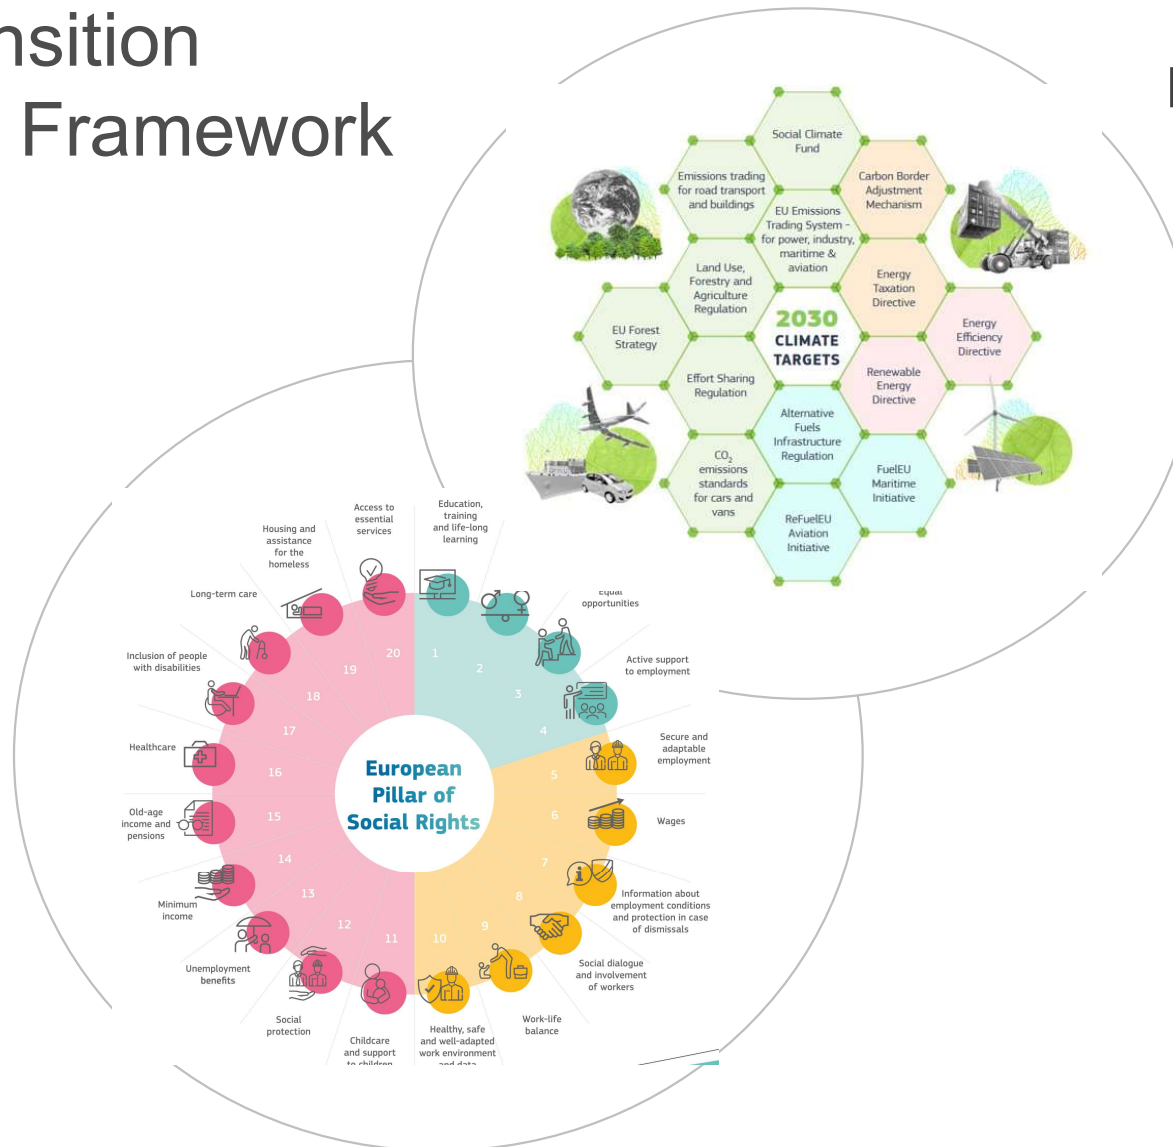 nsition
Framework
Social Climate
Fund
Emissions trading
for road transport
and buildings
Carbon Border
Adjustment
Mechanism
EU Emissions
Trading System -
for power, industry,
maritime &
aviation
Land Use,
Forestry and
Agriculture
Regulation
Energy
Taxation
Directive
EU Forest
Strategy
2030
CLIMATE
TARGETS
Energy
Efficiency
Directive
Effort Sharing
Regulation
Renewable
Energy
Directive
Alternative
Fuels
Infrastructure
Regulation
CO₂
emissions
standards
for cars and
vans
FuelEU
Maritime
Initiative
ReFuelEU
Aviation
Initiative
European
Pillar of
Social Rights
Education,
training
and life-long
learning
1
2
Equal
opportunities
3
Active support
to employment
4
Secure and
adaptable
employment
5
Wages
6
Information about
employment conditions
and protection in case
of dismissals
7
Social dialogue
and involvement
of workers
8
Work-life
balance
9
Healthy, safe
and well-adapted
work environment
and data
10
Childcare
and support
to children
11
Social
protection
12
Unemployment
benefits
13
Minimum
income
14
Old-age
income and
pensions
15
Healthcare
16
Inclusion of people
with disabilities
17
Long-term care
18
Housing and
assistance
for the
homeless
19
Access to
essential
services
20